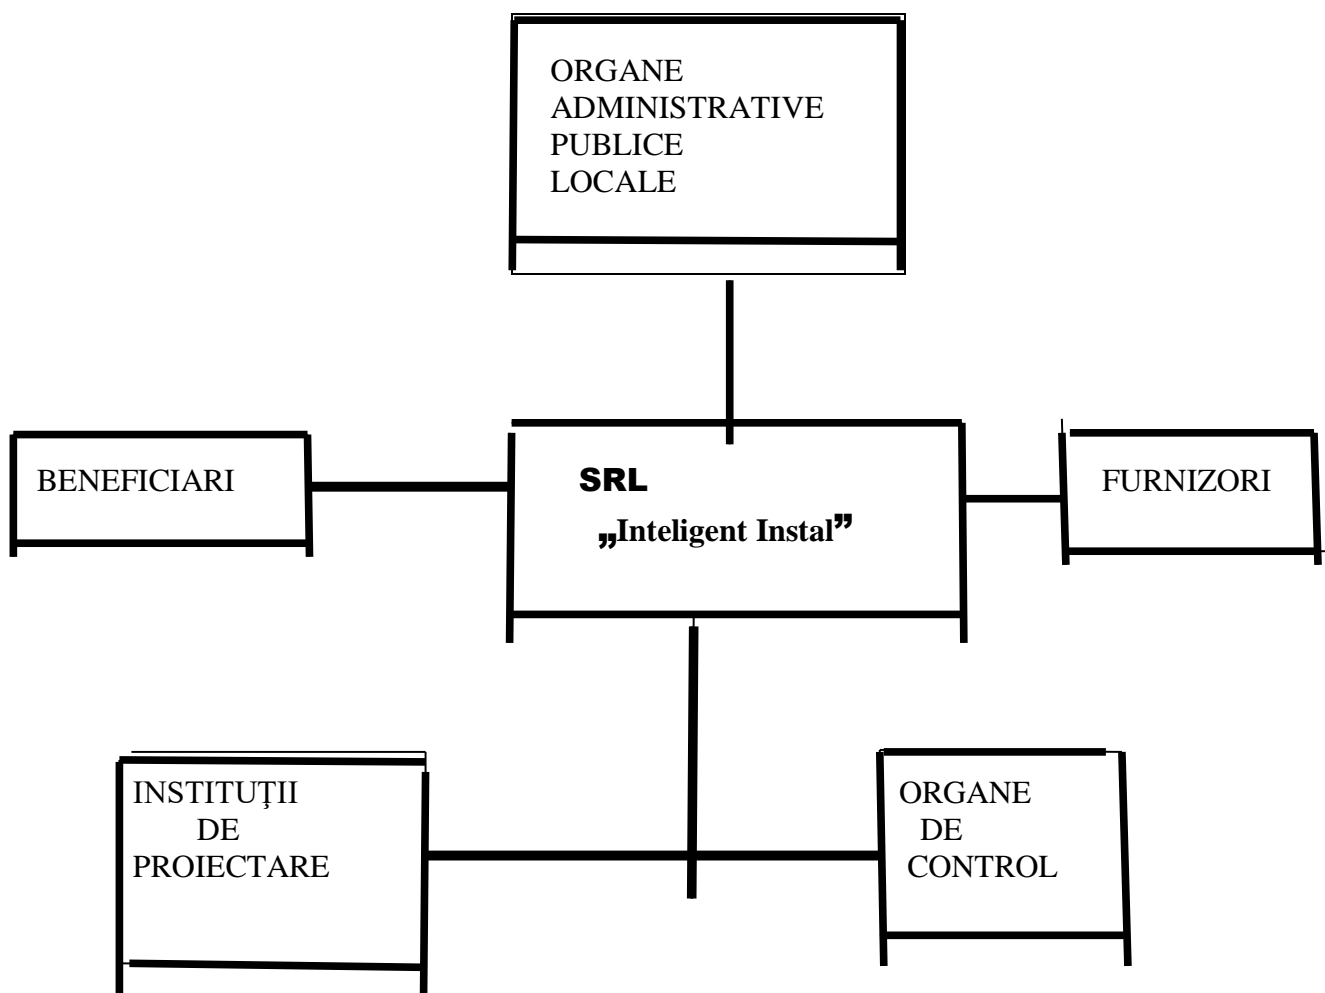 ORGANE
ADMINISTRATIVE
PUBLICE
LOCALE
BENEFICIARI
SRL
„Inteligent Instal”
FURNIZORI
INSTITUŢII
DE
PROIECTARE
ORGANE
DE
CONTROL